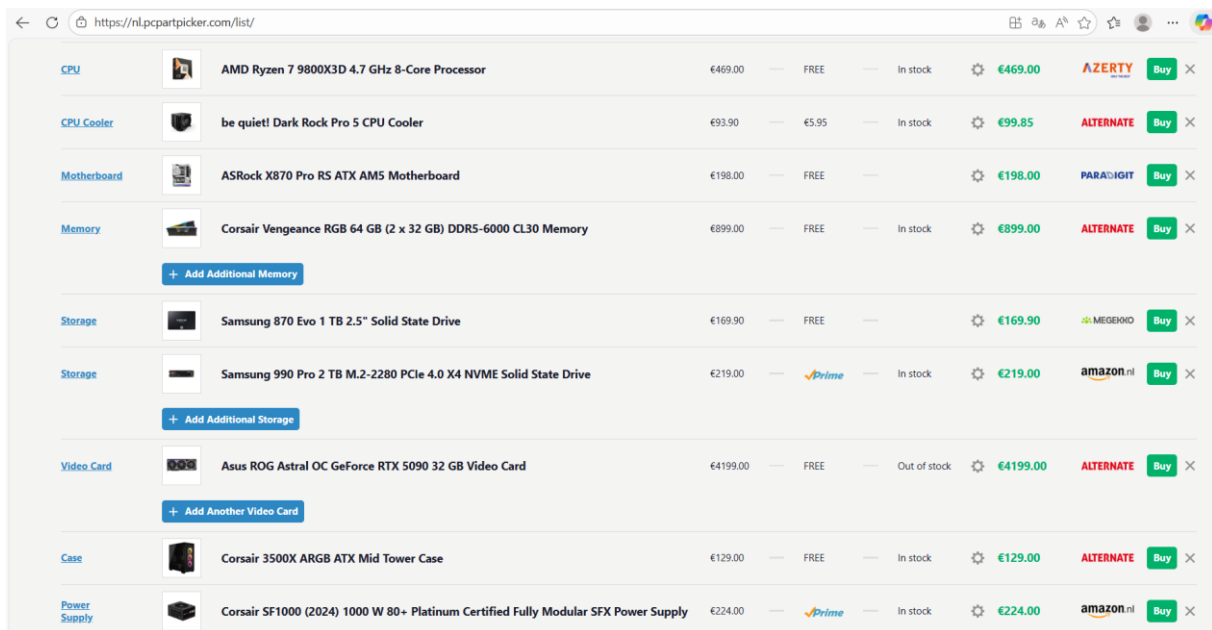 https://nl.pcpartpicker.com/list/
CPU AMD Ryzen 7 9800X3D 4.7 GHz 8-Core Processor €469.00 — FREE — In stock €469.00 AZERTY Buy
CPU Cooler be quiet! Dark Rock Pro 5 CPU Cooler €93.90 — €5.95 — In stock €99.85 ALTERNATE Buy
Motherboard ASRock X870 Pro RS ATX AM5 Motherboard €198.00 — FREE €198.00 PARADIGIT Buy
Memory Corsair Vengeance RGB 64 GB (2 x 32 GB) DDR5-6000 CL30 Memory €899.00 — FREE — In stock €899.00 ALTERNATE Buy
+ Add Additional Memory
Storage Samsung 870 Evo 1 TB 2.5" Solid State Drive €169.90 — FREE — €169.90 MEGEKKO Buy
Storage Samsung 990 Pro 2 TB M.2-2280 PCIe 4.0 X4 NVME Solid State Drive €219.00 — Prime — In stock €219.00 amazon.nl Buy
+ Add Additional Storage
Video Card Asus ROG Astral OC GeForce RTX 5090 32 GB Video Card €4199.00 — FREE — Out of stock €4199.00 ALTERNATE Buy
+ Add Another Video Card
Case Corsair 3500X ARGB ATX Mid Tower Case €129.00 — FREE — In stock €129.00 ALTERNATE Buy
Power Supply Corsair SF1000 (2024) 1000 W 80+ Platinum Certified Fully Modular SFX Power Supply €224.00 — Prime — In stock €224.00 amazon.nl Buy